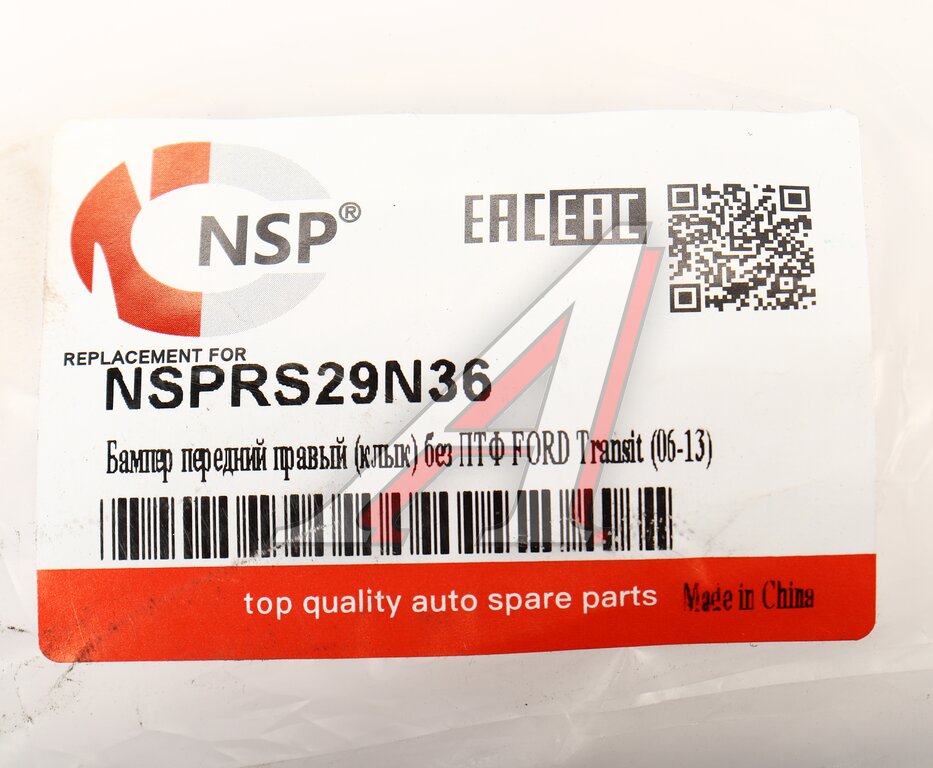 NSP®
EAC EAC
REPLACEMENT FOR
NSPRS29N36
Бампер передний правый (клык) без ПТФ FORD Transit (06-13)
top quality auto spare parts Made in China